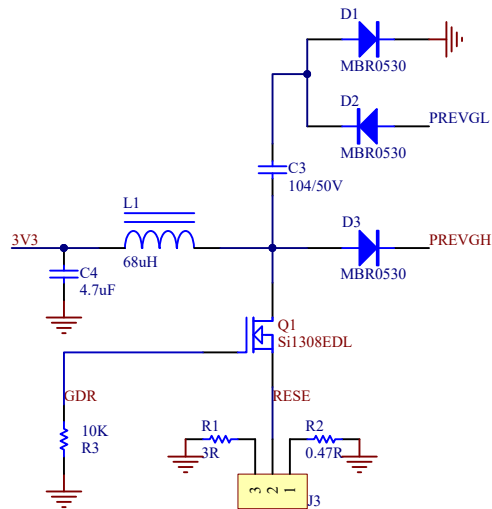 D1
MBR0530
D2
PREVGL
MBR0530
C3
104/50V
L1
3V3
68uH
D3
PREVGH
MBR0530
C4
4.7uF
Q1
Si1308EDL
GDR
RESE
10K
R3
R1
3R
R2
0.47R
3
2
1
J3